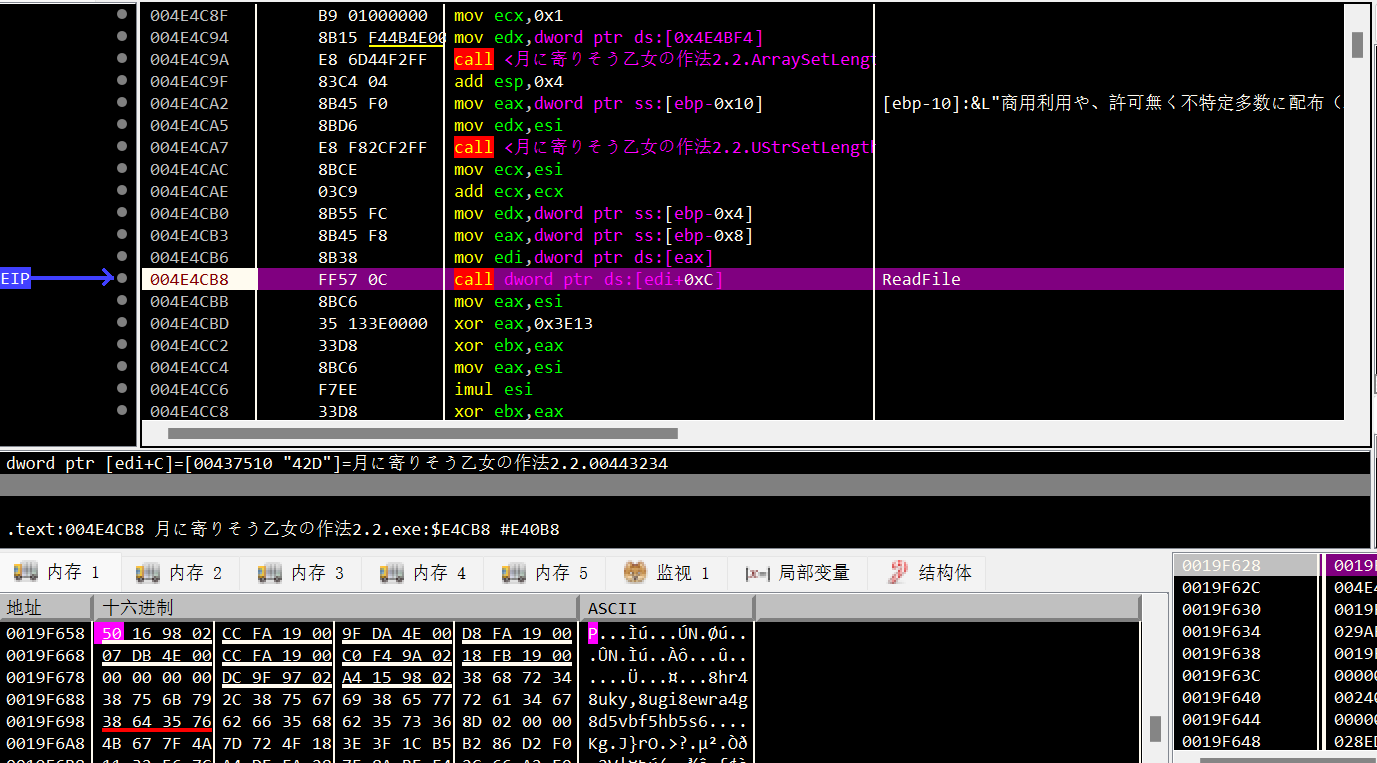 004E4C8F B9 01000000 mov ecx,0x1
004E4C94 8B15 F44B4E00 mov edx,dword ptr ds:[0x4E4BF4]
004E4C9A E8 6D44F2FF call <月に寄りそう乙女の作法2.2.ArraySetLengt
004E4C9F 83C4 04 add esp,0x4
004E4CA2 8B45 F0 mov eax,dword ptr ss:[ebp-0x10] [ebp-10]:&L"商用利用や、許可無く不特定多数に配布（
004E4CA5 8BD6 mov edx,esi
004E4CA7 E8 F82CF2FF call <月に寄りそう乙女の作法2.2.UStrSetLength
004E4CAC 8BCE mov ecx,esi
004E4CAE 03C9 add ecx,ecx
004E4CB0 8B55 FC mov edx,dword ptr ss:[ebp-0x4]
004E4CB3 8B45 F8 mov eax,dword ptr ss:[ebp-0x8]
004E4CB6 8B38 mov edi,dword ptr ds:[eax]
EIP 004E4CB8 FF57 0C call dword ptr ds:[edi+0xC] ReadFile
004E4CBB 8BC6 mov eax,esi
004E4CBD 35 133E0000 xor eax,0x3E13
004E4CC2 33D8 xor ebx,eax
004E4CC4 8BC6 mov eax,esi
004E4CC6 F7EE imul esi
004E4CC8 33D8 xor ebx,eax
dword ptr [edi+C]=[00437510 "42D"]=月に寄りそう乙女の作法2.2.00443234
.text:004E4CB8 月に寄りそう乙女の作法2.2.exe:$E4CB8 #E40B8
内存 1 内存 2 内存 3 内存 4 内存 5 监视 1 |x=| 局部变量 结构体
地址 十六进制 ASCII
0019F658 50 16 98 02 CC FA 19 00 9F DA 4E 00 D8 FA 19 00 P...Ìú...ÚN.Øú..
0019F668 07 DB 4E 00 CC FA 19 00 C0 F4 9A 02 18 FB 19 00 .ÛN.Ìú..Àô...û..
0019F678 00 00 00 00 DC 9F 97 02 A4 15 98 02 38 68 72 34 ....Ü...¤...8hr4
0019F688 38 75 6B 79 2C 38 75 67 69 38 65 77 72 61 34 67 8uky,8ugi8ewra4g
0019F698 38 64 35 76 62 66 35 68 62 35 73 36 8D 02 00 00 8d5vbf5hb5s6....
0019F6A8 4B 67 7F 4A 7D 72 4F 18 3E 3F 1C B5 B2 86 D2 F0 Kg.J}rO.>?.µ².Òð
0019F628 0019F
0019F62C 004E4
0019F630 0019F
0019F634 029A
0019F638 0019F
0019F63C 0000
0019F640 0024
0019F644 0000
0019F648 028E